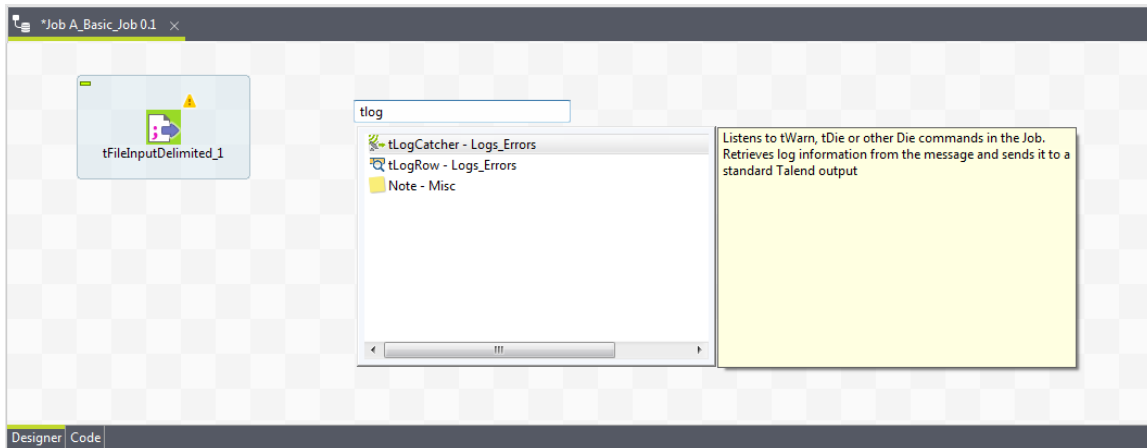 *Job A_Basic_Job 0.1
tFileInputDelimited_1
tlog
tLogCatcher - Logs_Errors
tLogRow - Logs_Errors
Note - Misc
Listens to tWarn, tDie or other Die commands in the Job.
Retrieves log information from the message and sends it to a
standard Talend output
Designer Code